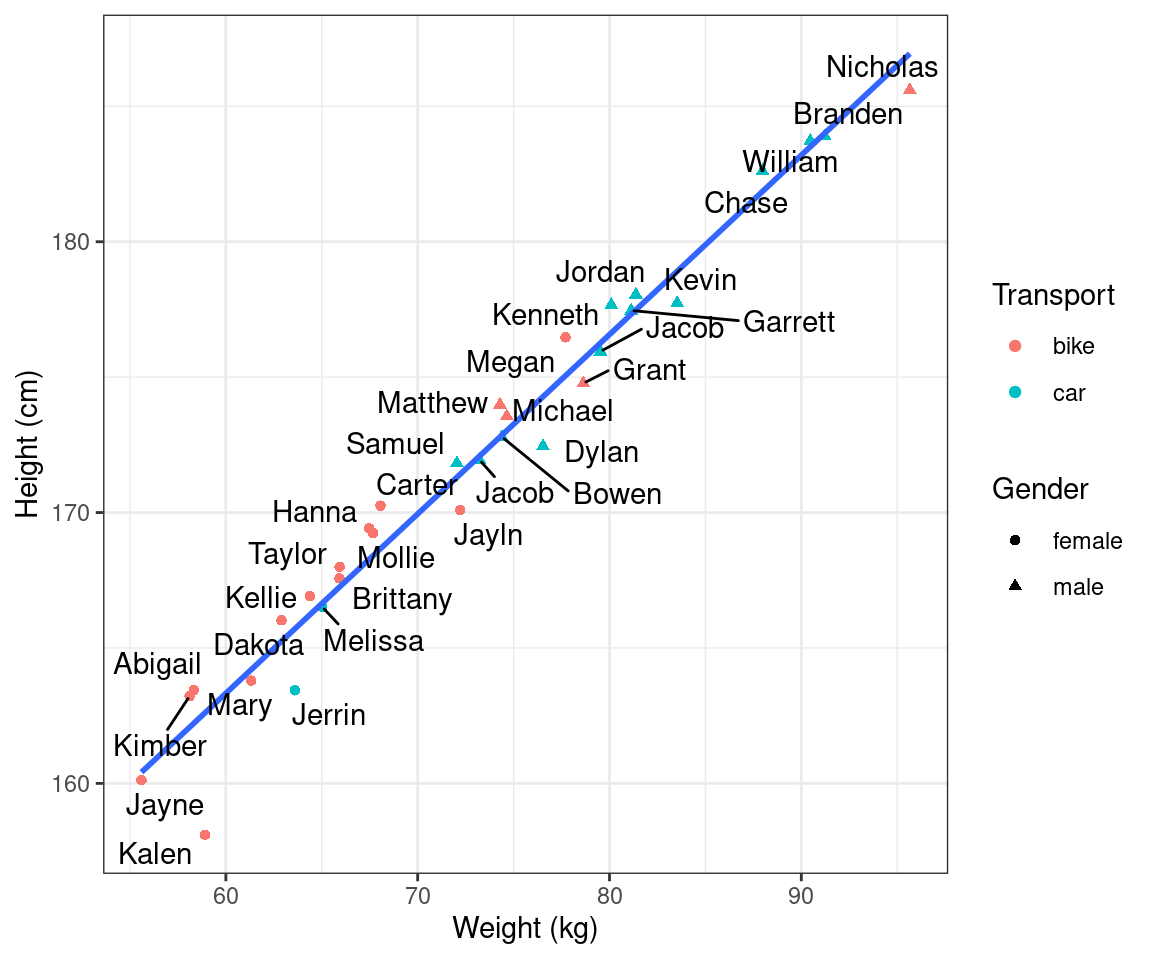 Nicholas
Branden
William
Chase
180
Jordan
Kevin
Kenneth
Jacob
Garrett
Megan
Grant
Matthew
Michael
Samuel
Dylan
Carter
Jacob
Bowen
Hanna
170
Jayln
Taylor
Mollie
Kellie
Brittany
Dakota
Melissa
Abigail
Mary
Jerrin
Kimber
160
Jayne
Kalen
60
70
80
90
Weight (kg)
Height (cm)
Transport
bike
car
Gender
female
male